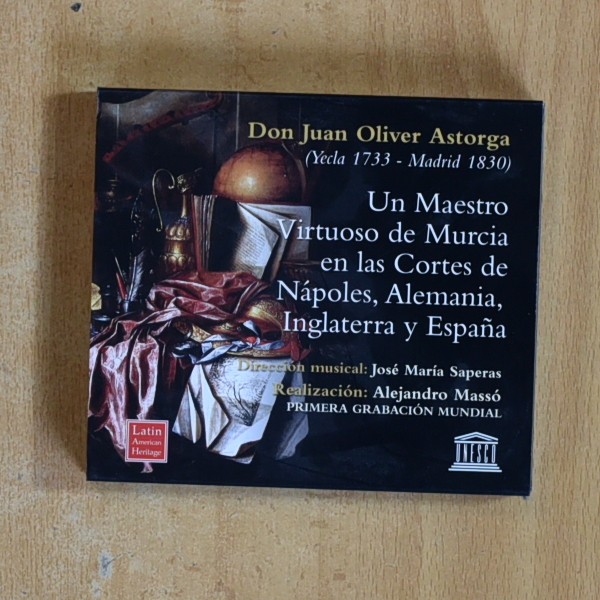 Don Juan Oliver Astorga
(Yecla 1733 - Madrid 1830)
Un Maestro
Virtuoso de Murcia
en las Cortes de
Nápoles, Alemania,
Inglaterra y España
Dirección musical: José María Saperas
Realización: Alejandro Massó
PRIMERA GRABACIÓN MUNDIAL
Latin
American
Heritage
UNESCO